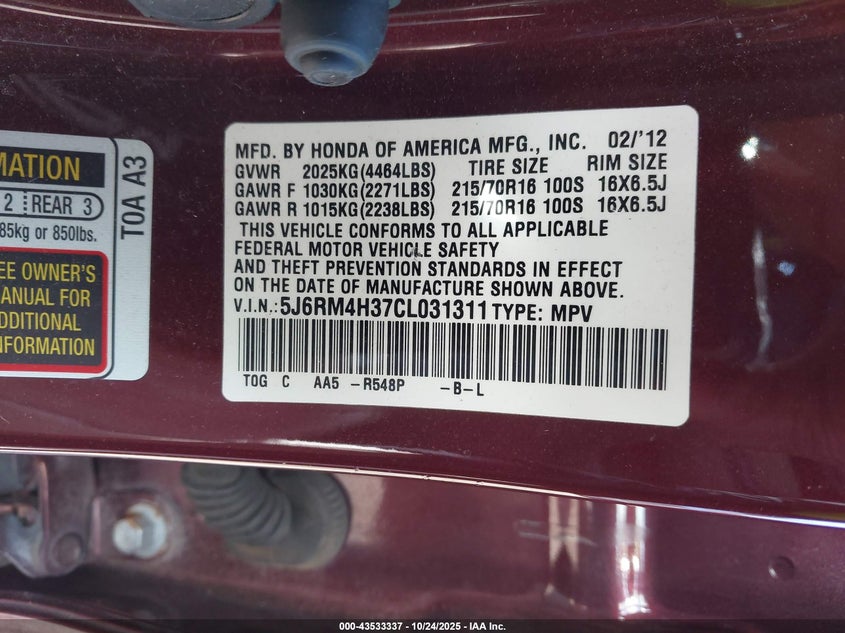 MATION
2 REAR 3
85kg or 850lbs.
EE OWNER'S
ANUAL FOR
DDITIONAL
NFORMATION
T0A A3
MFD. BY HONDA OF AMERICA MFG., INC. 02/'12
GVWR 2025KG(4464LBS) TIRE SIZE RIM SIZE
GAWR F 1030KG(2271LBS) 215/70R16 100S 16X6.5J
GAWR R 1015KG(2238LBS) 215/70R16 100S 16X6.5J
THIS VEHICLE CONFORMS TO ALL APPLICABLE
FEDERAL MOTOR VEHICLE SAFETY
AND THEFT PREVENTION STANDARDS IN EFFECT
ON THE DATE OF MANUFACTURE SHOWN ABOVE.
V.I.N.:5J6RM4H37CL031311 TYPE: MPV
T0G C AA5 -R548P -B-L
000-43533337 - 10/24/2025 - IAA Inc.